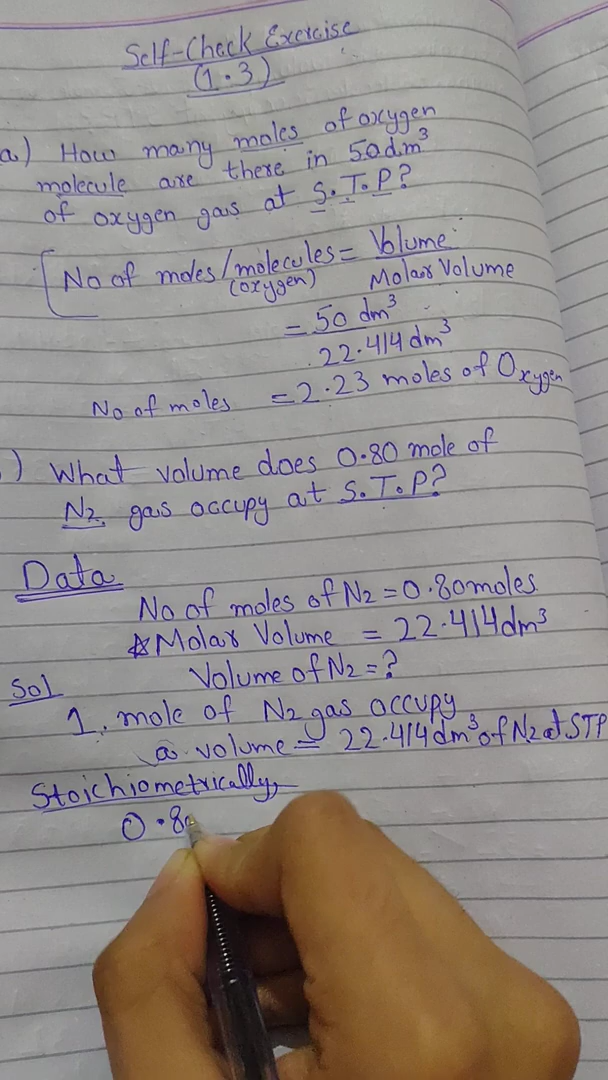 Self-Check Exercise
(1.3)
a) How many moles of oxygen
molecule are there in 50dm³
of oxygen gas at S.T.P?
No of moles/molecules = Volume
(oxygen) Molar Volume
= 50 dm³
22.414dm³
No of moles = 2.23 moles of Oxygen
) What volume does 0.80 mole of
N₂ gas occupy at S.T.P?
Data
No of moles of N₂ = 0.80moles
Molar Volume = 22.414dm³
Volume of N₂ = ?
Sol
1. mole of N₂ gas occupy
a volume = 22.414dm³ of N₂ at STP
Stoichiometrically,
0.8